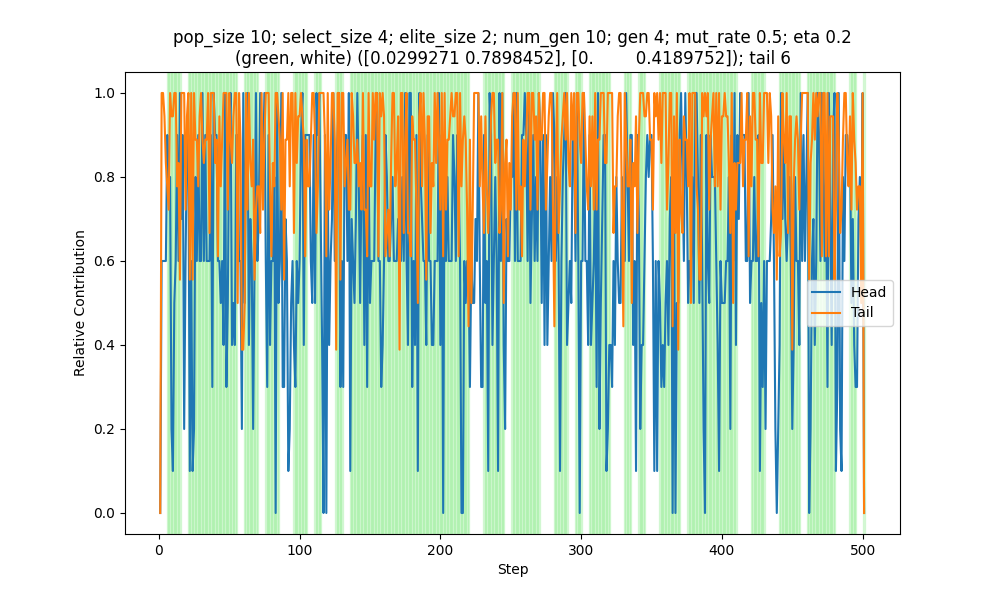 pop_size 10; select_size 4; elite_size 2; num_gen 10; gen 4; mut_rate 0.5; eta 0.2
(green, white) ([0.0299271 0.7898452], [0.         0.4189752]); tail 6
1.0
0.8
0.6
0.4
0.2
0.0
Relative Contribution
Head
Tail
0
100
200
300
400
500
Step